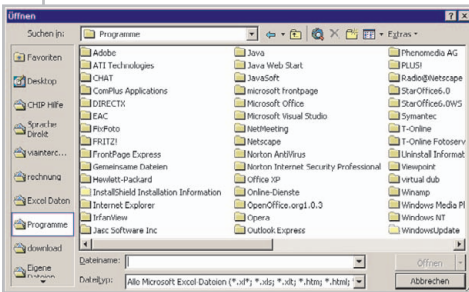 Öffnen
Suchen in: Programme Extras
Favoriten
Desktop
CHIP Hilfe
Sprache
Direkt
viainterc...
rechnung
Excel Daten
Programme
download
Eigene
Dateien
Adobe
ATI Technologies
CHAT
ComPlus Applications
DIRECTX
EAC
FixFoto
FRITZ!
FrontPage Express
Gemeinsame Dateien
Hewlett-Packard
InstallShield Installation Information
Internet Explorer
IrfanView
Jasc Software Inc
Java
Java Web Start
JavaSoft
microsoft frontpage
Microsoft Office
Microsoft Visual Studio
NetMeeting
Netscape
Norton AntiVirus
Norton Internet Security Professional
Office XP
Online-Dienste
OpenOffice.org1.0.3
Opera
Outlook Express
Phenomedia AG
PLUS!
Radio@Netscape
StarOffice6.0
StarOffice6.0WS
Symantec
T-Online
T-Online Fotoserv
Uninstall Informat
Viewpoint
virtual dub
Winamp
Windows Media Pl
Windows NT
WindowsUpdate
Dateiname:
Öffnen
Dateityp: Alle Microsoft Excel-Dateien (*.xl*; *.xls; *.xlt; *.htm; *.html; *
Abbrechen